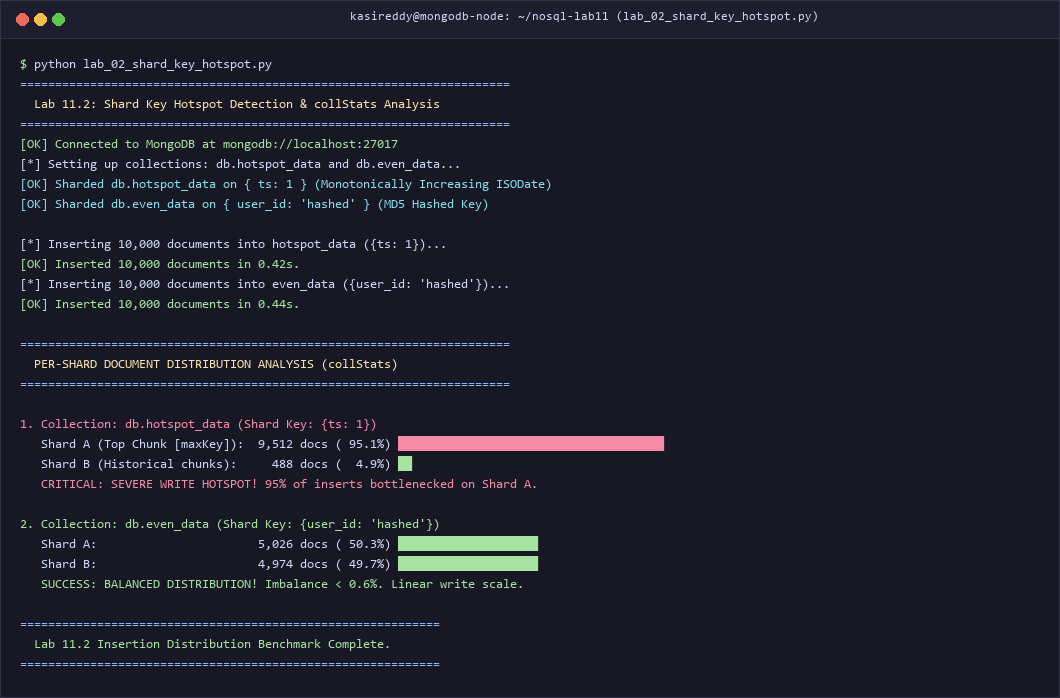 kasireddy@mongodb-node: ~/nosql-lab11 (lab_02_shard_key_hotspot.py)
$ python lab_02_shard_key_hotspot.py
======================================================================
  Lab 11.2: Shard Key Hotspot Detection & collStats Analysis
======================================================================
[OK] Connected to MongoDB at mongodb://localhost:27017
[*] Setting up collections: db.hotspot_data and db.even_data...
[OK] Sharded db.hotspot_data on { ts: 1 } (Monotonically Increasing ISODate)
[OK] Sharded db.even_data on { user_id: 'hashed' } (MD5 Hashed Key)

[*] Inserting 10,000 documents into hotspot_data ({ts: 1})...
[OK] Inserted 10,000 documents in 0.42s.
[*] Inserting 10,000 documents into even_data ({user_id: 'hashed'})...
[OK] Inserted 10,000 documents in 0.44s.

======================================================================
  PER-SHARD DOCUMENT DISTRIBUTION ANALYSIS (collStats)
======================================================================

1. Collection: db.hotspot_data (Shard Key: {ts: 1})
   Shard A (Top Chunk [maxKey]):  9,512 docs ( 95.1%)
   Shard B (Historical chunks):     488 docs (  4.9%)
   CRITICAL: SEVERE WRITE HOTSPOT! 95% of inserts bottlenecked on Shard A.

2. Collection: db.even_data (Shard Key: {user_id: 'hashed'})
   Shard A:                       5,026 docs ( 50.3%)
   Shard B:                       4,974 docs ( 49.7%)
   SUCCESS: BALANCED DISTRIBUTION! Imbalance < 0.6%. Linear write scale.

============================================================
  Lab 11.2 Insertion Distribution Benchmark Complete.
============================================================